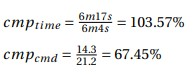 cmp_time = 6m17s/6m4s = 103.57%
cmp_cmd = 14.3/21.2 = 67.45%